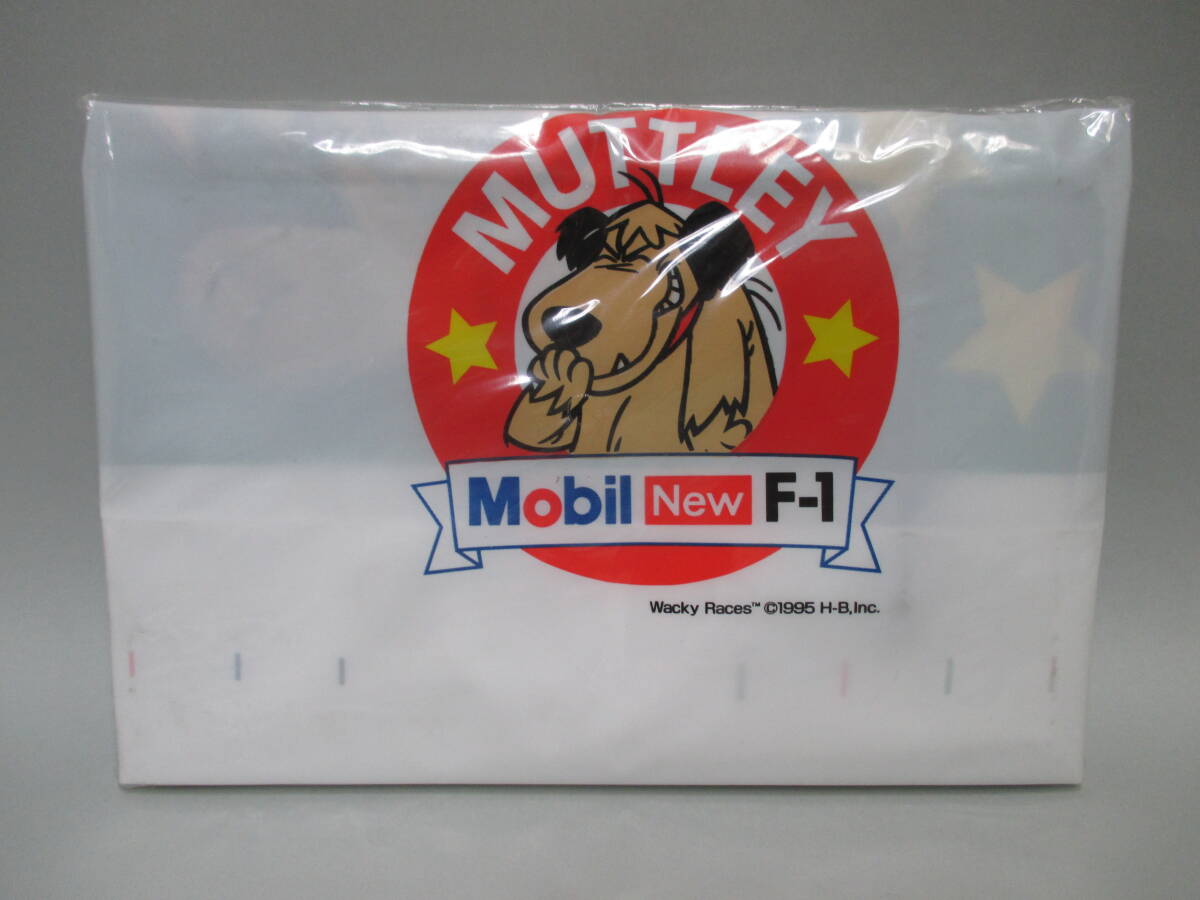 MUTTLEY
Mobil New F-1
Wacky Races™ ©1995 H-B,Inc.